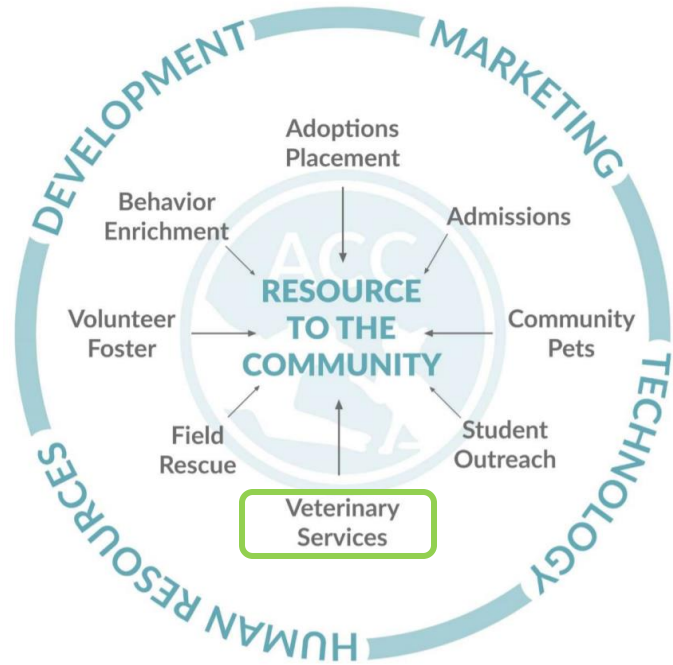 DEVELOPMENT
MARKETING
TECHNOLOGY
HUMAN RESOURCES
Adoptions
Placement
Behavior
Enrichment
Admissions
ACC
RESOURCE
TO THE
COMMUNITY
Volunteer
Foster
Community
Pets
Field
Rescue
Student
Outreach
Veterinary
Services